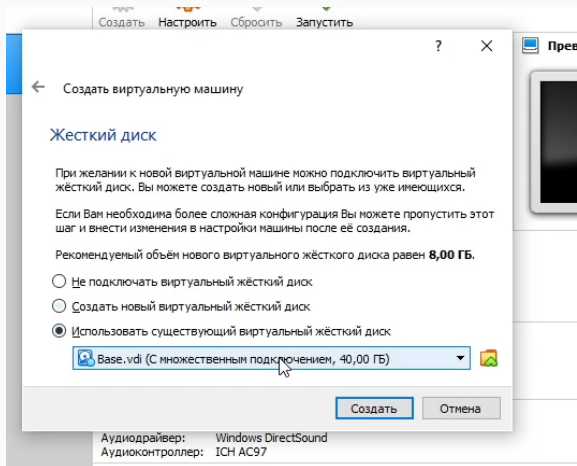 Создать Настроить Сбросить Запустить
?
Прев
Создать виртуальную машину
Жесткий диск
При желании к новой виртуальной машине можно подключить виртуальный
жёсткий диск. Вы можете создать новый или выбрать из уже имеющихся.
Если Вам необходима более сложная конфигурация Вы можете пропустить этот
шаг и внести изменения в настройки машины после её создания.
Рекомендуемый объём нового виртуального жёсткого диска равен 8,00 ГБ.
Не подключать виртуальный жёсткий диск
Создать новый виртуальный жёсткий диск
Использовать существующий виртуальный жёсткий диск
Base.vdi (С множественным подключением, 40,00 ГБ)
Создать Отмена
Аудиодрайвер: Windows DirectSound
Аудиоконтроллер: ICH AC97